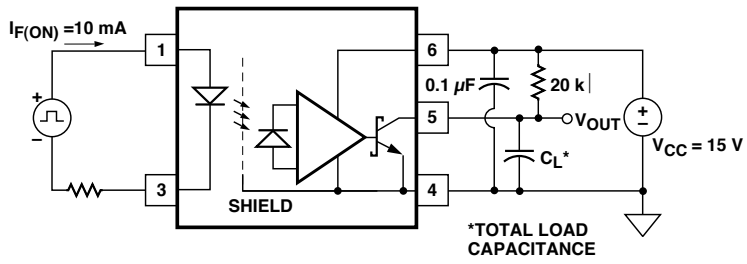 IF(ON) =10 mA
1
6
0.1 µF
20 k
+
–
5
VOUT
+
–
VCC = 15 V
CL*
3
4
SHIELD
*TOTAL LOAD
CAPACITANCE